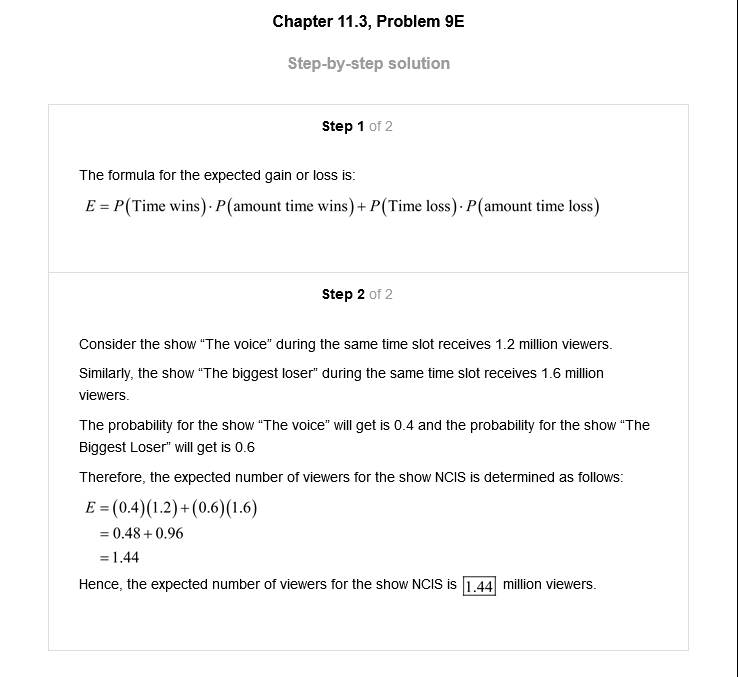 Chapter 11.3, Problem 9E
Step-by-step solution
Step 1 of 2
The formula for the expected gain or loss is:
E = P(Time wins) · P(amount time wins) + P(Time loss) · P(amount time loss)
Step 2 of 2
Consider the show “The voice” during the same time slot receives 1.2 million viewers.
Similarly, the show “The biggest loser” during the same time slot receives 1.6 million
viewers.
The probability for the show “The voice” will get is 0.4 and the probability for the show “The
Biggest Loser” will get is 0.6
Therefore, the expected number of viewers for the show NCIS is determined as follows:
E = (0.4)(1.2) + (0.6)(1.6)
= 0.48 + 0.96
= 1.44
Hence, the expected number of viewers for the show NCIS is 1.44 million viewers.